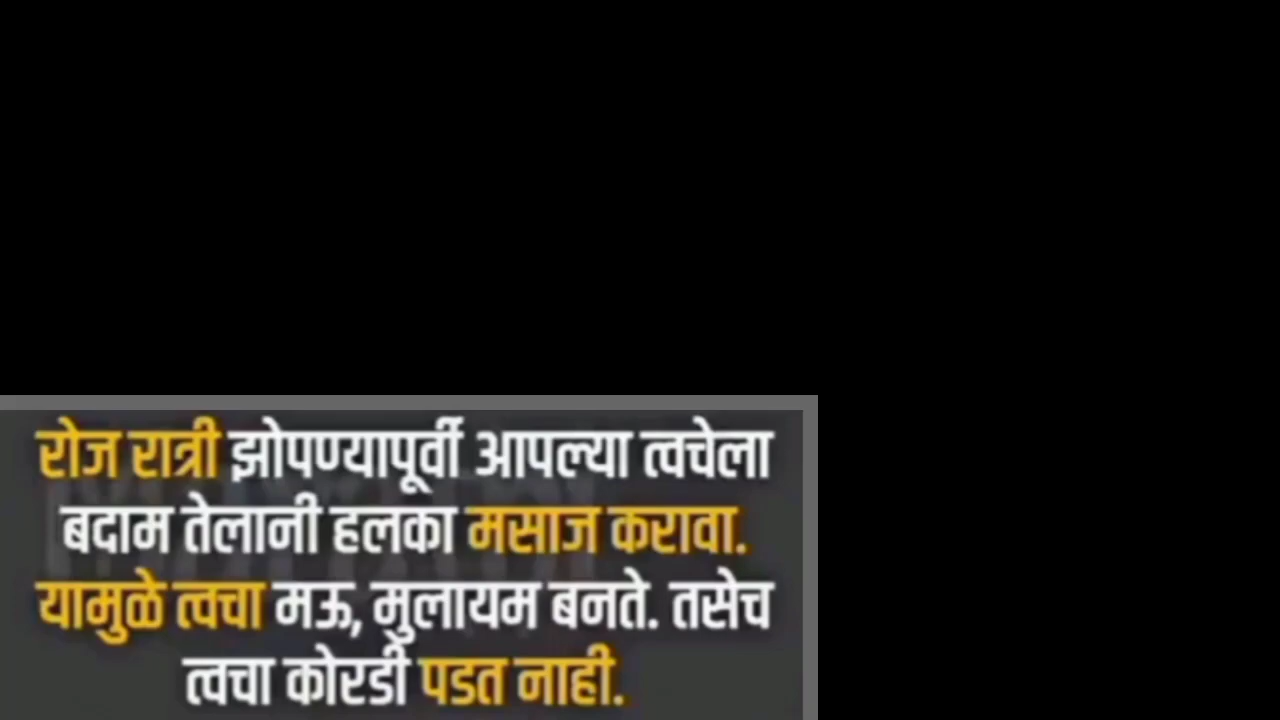 रोज रात्री झोपण्यापूर्वी आपल्या त्वचेला
बदाम तेलानी हलका मसाज करावा.
यामुळे त्वचा मऊ, मुलायम बनते. तसेच
त्वचा कोरडी पडत नाही.